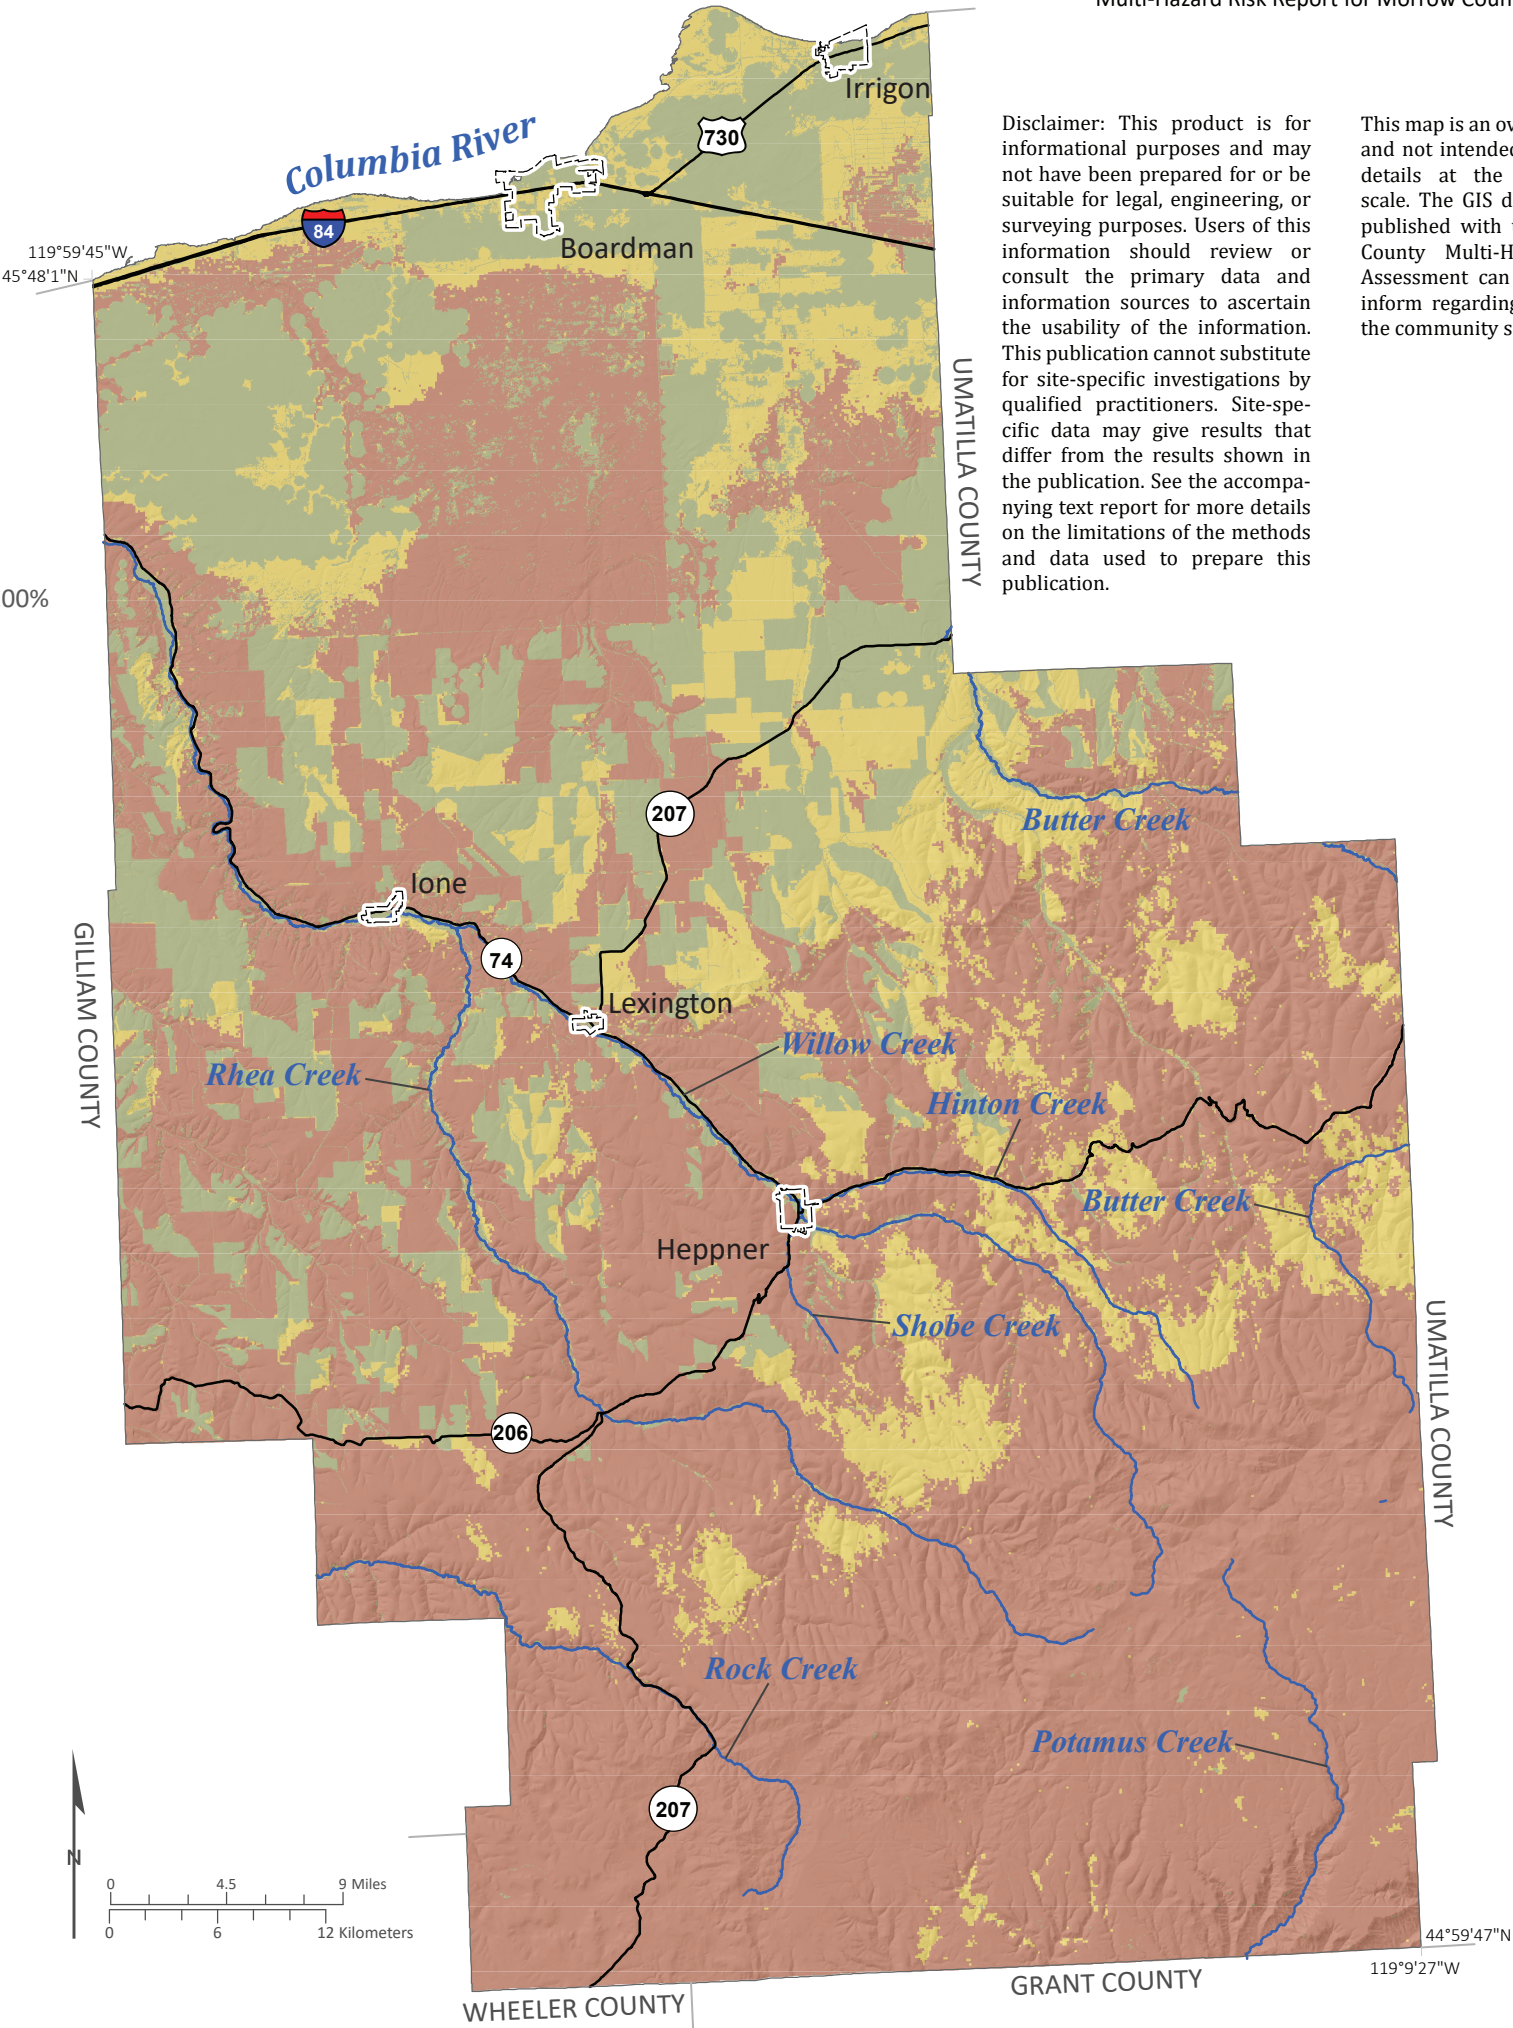 Multi-Hazard Risk Report for Morrow Coun
Irrigon
730
Columbia River
84
Boardman
119°59'45"W
45°48'1"N
Disclaimer: This product is for
informational purposes and may
not have been prepared for or be
suitable for legal, engineering, or
surveying purposes. Users of this
information should review or
consult the primary data and
information sources to ascertain
the usability of the information.
This publication cannot substitute
for site-specific investigations by
qualified practitioners. Site-spe-
cific data may give results that
differ from the results shown in
the publication. See the accompa-
nying text report for more details
on the limitations of the methods
and data used to prepare this
publication.
This map is an ov
and not intended
details at the
scale. The GIS d
published with
County Multi-H
Assessment can
inform regarding
the community s
UMATILLA COUNTY
00%
207
Butter Creek
Ione
74
GILLIAM COUNTY
Lexington
Willow Creek
Rhea Creek
Hinton Creek
Butter Creek
Heppner
Shobe Creek
UMATILLA COUNTY
206
Rock Creek
Potamus Creek
207
N
0 4.5 9 Miles
0 6 12 Kilometers
44°59'47"N
119°9'27"W
GRANT COUNTY
WHEELER COUNTY